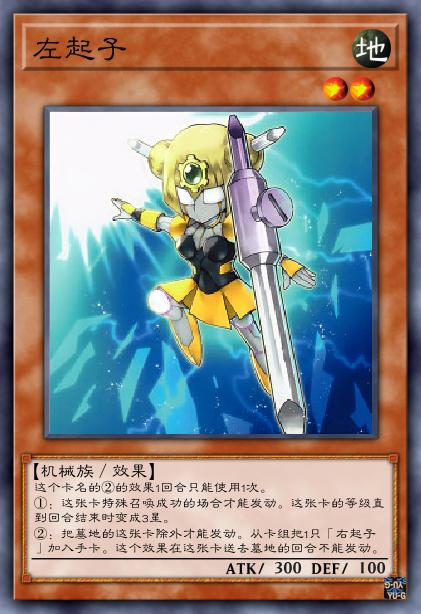 左起子
地
【机械族／效果】
这个卡名的②的效果1回合只能使用1次。
①：这张卡特殊召唤成功的场合才能发动。这张卡的等级直
到回合结束时变成3星。
②：把墓地的这张卡除外才能发动。从卡组把1只「右起子
」加入手卡。这个效果在这张卡送去墓地的回合不能发动。
ATK/ 300 DEF/ 100